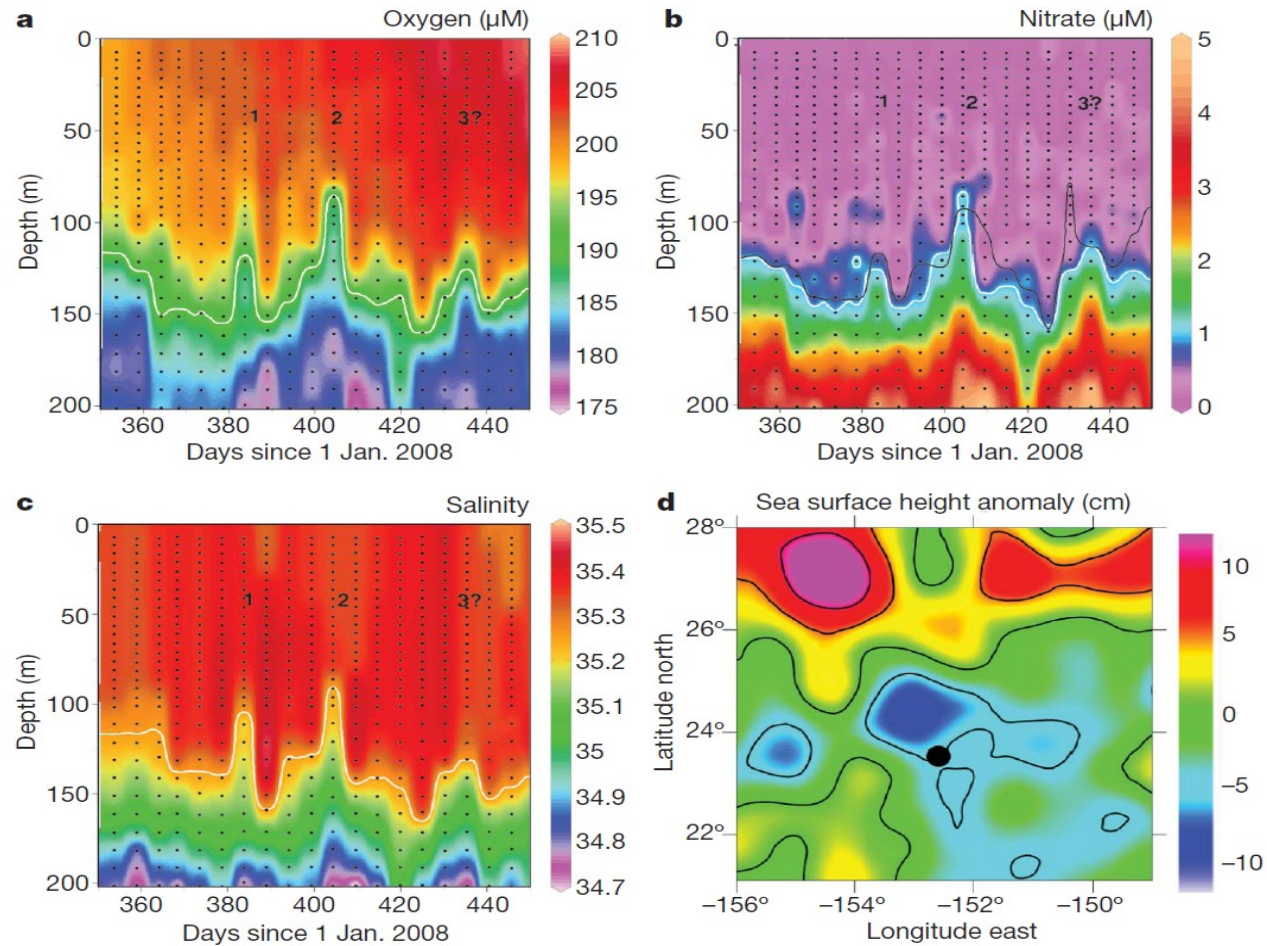 a
Oxygen (µM)
0
50
100
150
200
Depth (m)
1
2
3?
360 380 400 420 440
Days since 1 Jan. 2008
210
205
200
195
190
185
180
175
b
Nitrate (µM)
0
50
100
150
200
Depth (m)
1
2
3?
360 380 400 420 440
Days since 1 Jan. 2008
5
4
3
2
1
0
c
Salinity
0
50
100
150
200
Depth (m)
1
2
3?
360 380 400 420 440
Days since 1 Jan. 2008
35.5
35.4
35.3
35.2
35.1
35
34.9
34.8
34.7
d
Sea surface height anomaly (cm)
28°
26°
24°
22°
Latitude north
−156° −154° −152° −150°
Longitude east
10
5
0
−5
−10